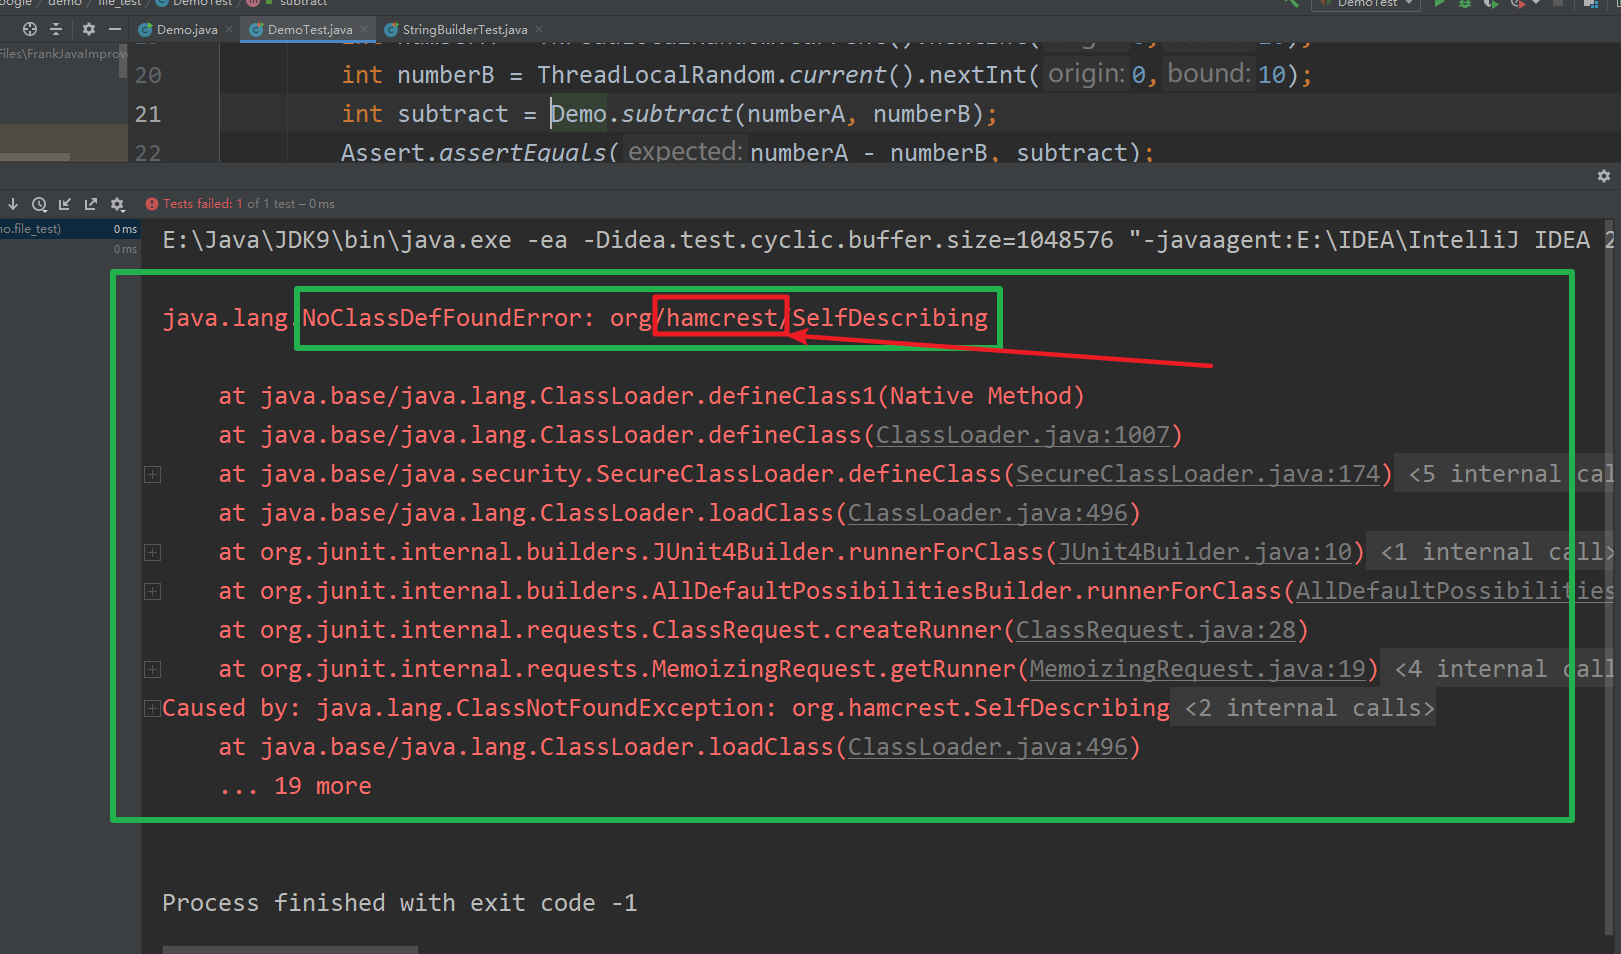 demo / file_test / DemoTest / subtract
DemoTest
Demo.java × DemoTest.java × StringBuilderTest.java ×
Files\FrankJavaImprov
20 int numberB = ThreadLocalRandom.current().nextInt( origin: 0, bound: 10);
21 int subtract = Demo.subtract(numberA, numberB);
22 Assert.assertEquals( expected: numberA - numberB, subtract);
Tests failed: 1 of 1 test – 0 ms
o.file_test) 0 ms
0 ms
E:\Java\JDK9\bin\java.exe -ea -Didea.test.cyclic.buffer.size=1048576 "-javaagent:E:\IDEA\IntelliJ IDEA 2
java.lang.NoClassDefFoundError: org/hamcrest/SelfDescribing
at java.base/java.lang.ClassLoader.defineClass1(Native Method)
at java.base/java.lang.ClassLoader.defineClass(ClassLoader.java:1007)
at java.base/java.security.SecureClassLoader.defineClass(SecureClassLoader.java:174) <5 internal cal
at java.base/java.lang.ClassLoader.loadClass(ClassLoader.java:496)
at org.junit.internal.builders.JUnit4Builder.runnerForClass(JUnit4Builder.java:10) <1 internal call>
at org.junit.internal.builders.AllDefaultPossibilitiesBuilder.runnerForClass(AllDefaultPossibilities
at org.junit.internal.requests.ClassRequest.createRunner(ClassRequest.java:28)
at org.junit.internal.requests.MemoizingRequest.getRunner(MemoizingRequest.java:19) <4 internal call
Caused by: java.lang.ClassNotFoundException: org.hamcrest.SelfDescribing <2 internal calls>
at java.base/java.lang.ClassLoader.loadClass(ClassLoader.java:496)
... 19 more
Process finished with exit code -1